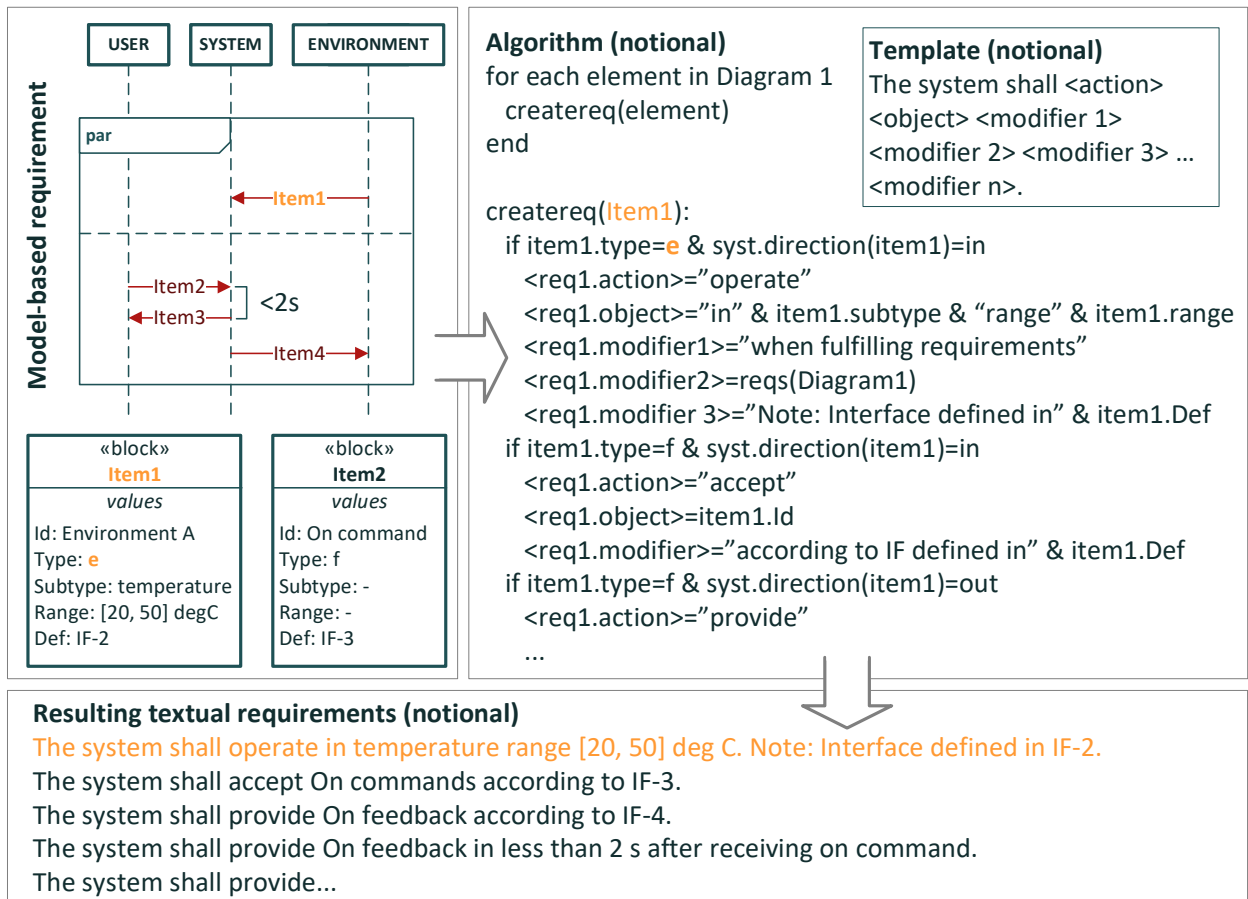 Model-based requirement
USER
SYSTEM
ENVIRONMENT
par
Item1
Item2
<2s
Item3
Item4
«block»
Item1
values
Id: Environment A
Type: e
Subtype: temperature
Range: [20, 50] degC
Def: IF-2
«block»
Item2
values
Id: On command
Type: f
Subtype: -
Range: -
Def: IF-3
Algorithm (notional)
for each element in Diagram 1
createreq(element)
end
Template (notional)
The system shall <action>
<object> <modifier 1>
<modifier 2> <modifier 3> ...
<modifier n>.
createreq(Item1):
if item1.type=e & syst.direction(item1)=in
<req1.action>=”operate”
<req1.object>=”in” & item1.subtype & “range” & item1.range
<req1.modifier1>=”when fulfilling requirements”
<req1.modifier2>=reqs(Diagram1)
<req1.modifier 3>=”Note: Interface defined in” & item1.Def
if item1.type=f & syst.direction(item1)=in
<req1.action>=”accept”
<req1.object>=item1.Id
<req1.modifier>=”according to IF defined in” & item1.Def
if item1.type=f & syst.direction(item1)=out
<req1.action>=”provide”
...
Resulting textual requirements (notional)
The system shall operate in temperature range [20, 50] deg C. Note: Interface defined in IF-2.
The system shall accept On commands according to IF-3.
The system shall provide On feedback according to IF-4.
The system shall provide On feedback in less than 2 s after receiving on command.
The system shall provide...